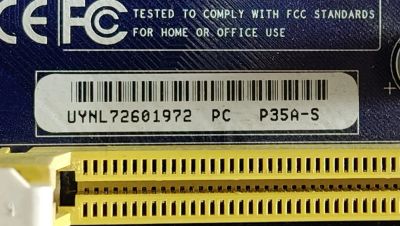 CE FC TESTED TO COMPLY WITH FCC STANDARDS
FOR HOME OR OFFICE USE
UYNL72601972 PC P35A-S